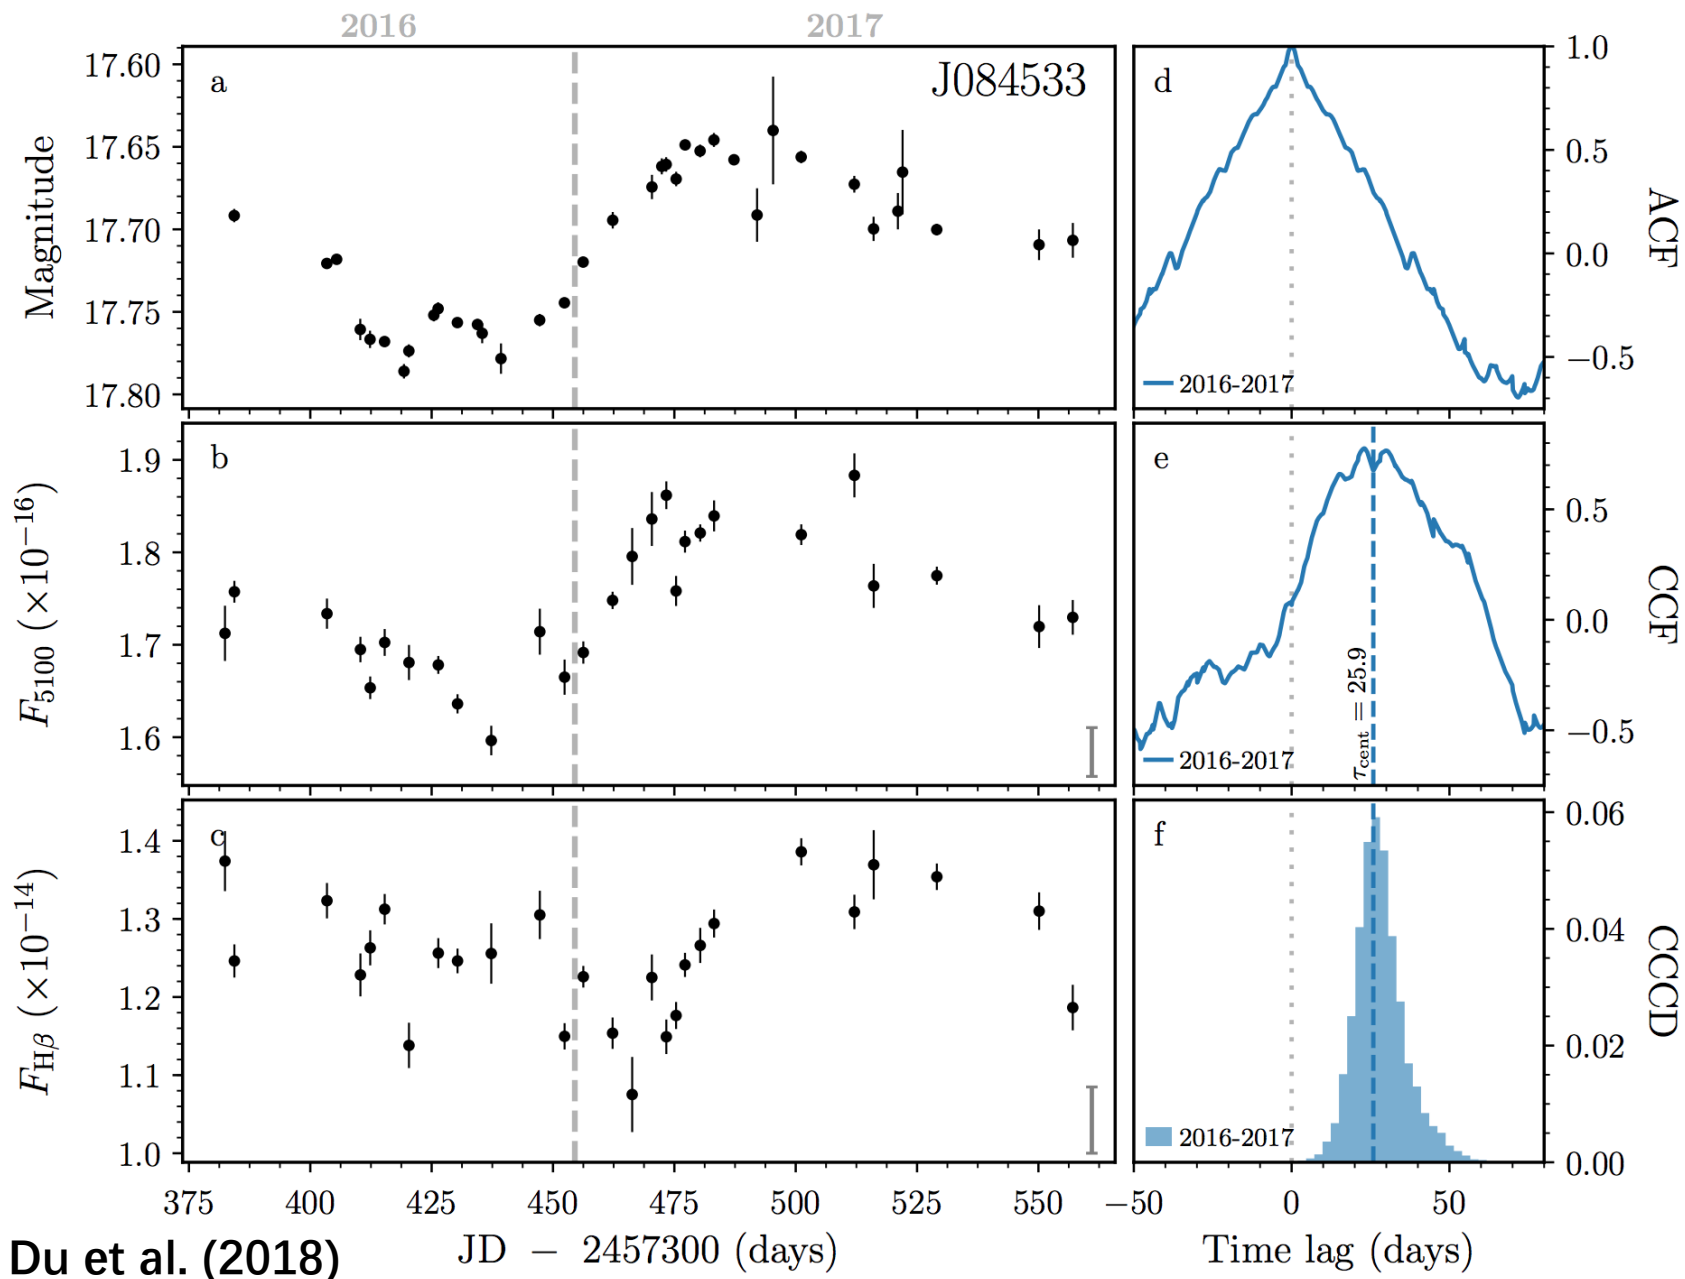 2016 2017
a
J084533
Magnitude
17.60
17.65
17.70
17.75
17.80
d
2016-2017
ACF
1.0
0.5
0.0
−0.5
b
F5100 (×10−16)
1.9
1.8
1.7
1.6
e
τcent = 25.9
2016-2017
CCF
0.5
0.0
−0.5
c
FHβ (×10−14)
1.4
1.3
1.2
1.1
1.0
f
2016-2017
CCCD
0.06
0.04
0.02
0.00
375 400 425 450 475 500 525 550
−50 0 50
JD − 2457300 (days)
Time lag (days)
Du et al. (2018)